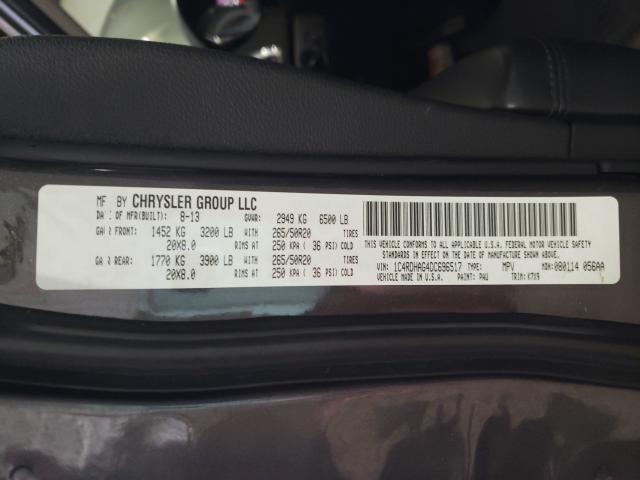 MF BY CHRYSLER GROUP LLC
OF MFR(BUILT): 8-13 GVWR: 2949 KG 6500 LB
FRONT: 1452 KG 3200 LB WITH 265/50R20 TIRES
20X8.0 RIMS AT 250 KPA ( 36 PSI) COLD
REAR: 1770 KG 3900 LB WITH 265/50R20 TIRES
20X8.0 RIMS AT 250 KPA ( 36 PSI) COLD
THIS VEHICLE CONFORMS TO ALL APPLICABLE U.S.A. FEDERAL MOTOR VEHICLE SAFETY
STANDARDS IN EFFECT ON THE DATE OF MANUFACTURE SHOWN ABOVE.
VIN: 1C4RDHAG4DC696517 TYPE: MPV MDH: 080114 056AA
VEHICLE MADE IN U.S.A. PAINT: PAU TRIM: K7X9